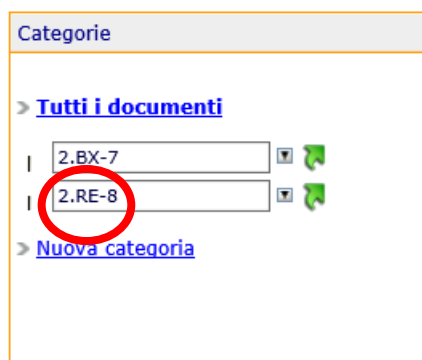 Categorie
Tutti i documenti
2.BX-7
2.RE-8
Nuova categoria